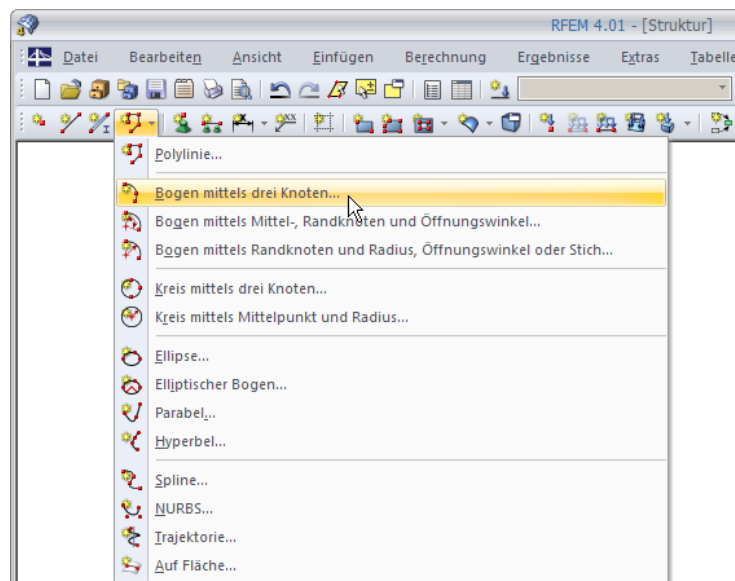 RFEM 4.01 - [Struktur]
Datei Bearbeiten Ansicht Einfügen Berechnung Ergebnisse Extras Tabelle
Polylinie...
Bogen mittels drei Knoten...
Bogen mittels Mittel-, Randknoten und Öffnungswinkel...
Bogen mittels Randknoten und Radius, Öffnungswinkel oder Stich...
Kreis mittels drei Knoten...
Kreis mittels Mittelpunkt und Radius...
Ellipse...
Elliptischer Bogen...
Parabel...
Hyperbel...
Spline...
NURBS...
Trajektorie...
Auf Fläche...